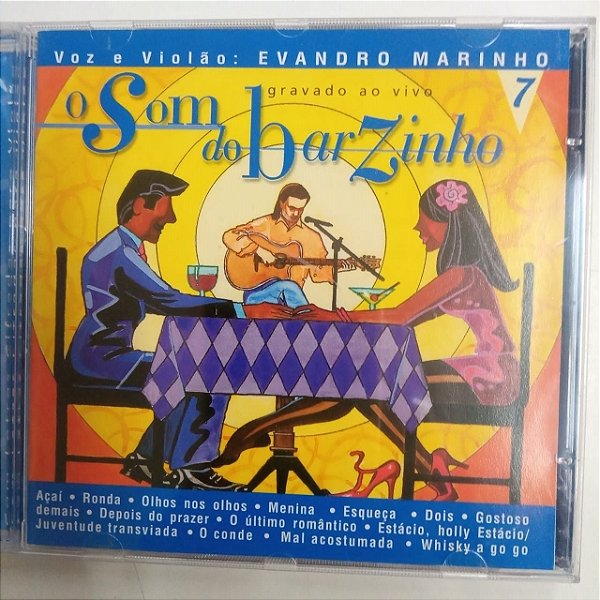 Voz e Violão: EVANDRO MARINHO
gravado ao vivo
7
o Som
do barzinho
Açaí • Ronda • Olhos nos olhos • Menina • Esqueça • Dois • Gostoso
demais • Depois do prazer • O último romântico • Estácio, holly Estácio/
Juventude transviada • O conde • Mal acostumada • Whisky a go go